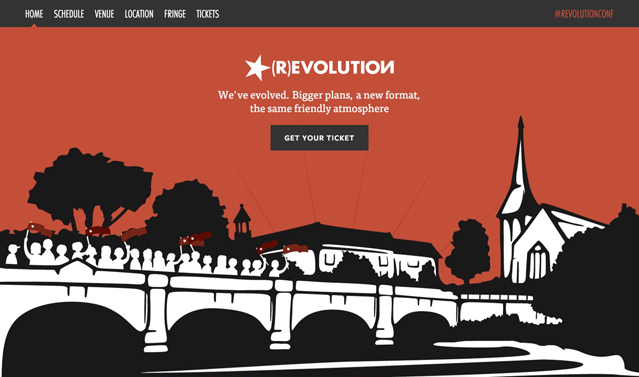 HOME SCHEDULE VENUE LOCATION FRINGE TICKETS #REVOLUTIONCONF
(R)EVOLUTION
We've evolved. Bigger plans, a new format,
the same friendly atmosphere
GET YOUR TICKET